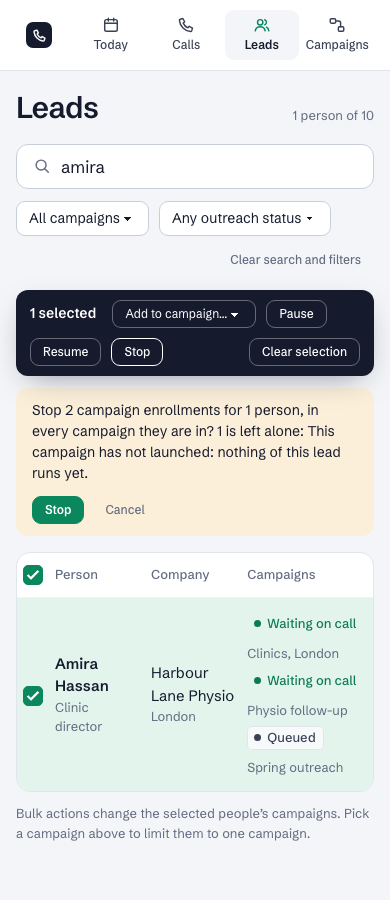 Today
Calls
Leads
Campaigns
Leads
1 person of 10
amira
All campaigns
Any outreach status
Clear search and filters
1 selected
Add to campaign...
Pause
Resume
Stop
Clear selection
Stop 2 campaign enrollments for 1 person, in
every campaign they are in? 1 is left alone: This
campaign has not launched: nothing of this lead
runs yet.
Stop
Cancel
Person
Company
Campaigns
Amira
Hassan
Clinic
director
Harbour
Lane Physio
London
Waiting on call
Clinics, London
Waiting on call
Physio follow-up
Queued
Spring outreach
Bulk actions change the selected people’s campaigns. Pick
a campaign above to limit them to one campaign.